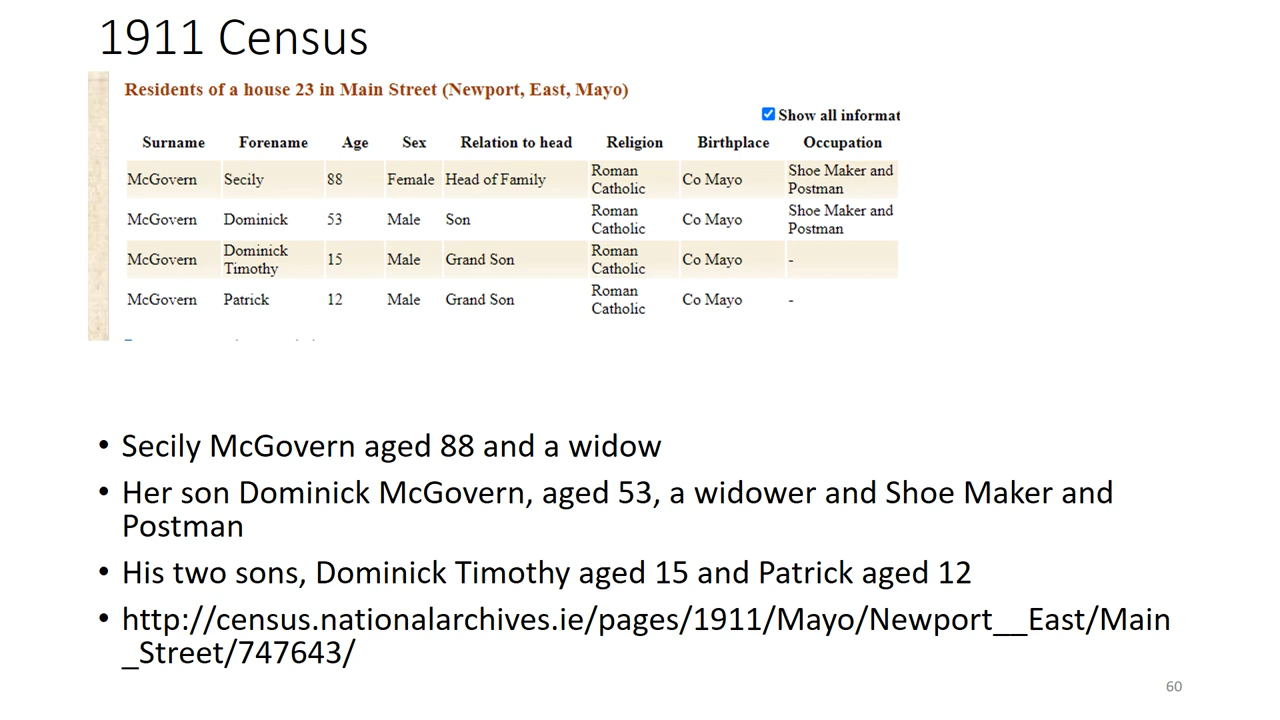 1911 Census
Residents of a house 23 in Main Street (Newport, East, Mayo)
Show all informat
Surname Forename Age Sex Relation to head Religion Birthplace Occupation
McGovern Secily 88 Female Head of Family Roman Catholic Co Mayo Shoe Maker and Postman
McGovern Dominick 53 Male Son Roman Catholic Co Mayo Shoe Maker and Postman
McGovern Dominick Timothy 15 Male Grand Son Roman Catholic Co Mayo -
McGovern Patrick 12 Male Grand Son Roman Catholic Co Mayo -
• Secily McGovern aged 88 and a widow
• Her son Dominick McGovern, aged 53, a widower and Shoe Maker and
Postman
• His two sons, Dominick Timothy aged 15 and Patrick aged 12
• http://census.nationalarchives.ie/pages/1911/Mayo/Newport__East/Main
_Street/747643/
60